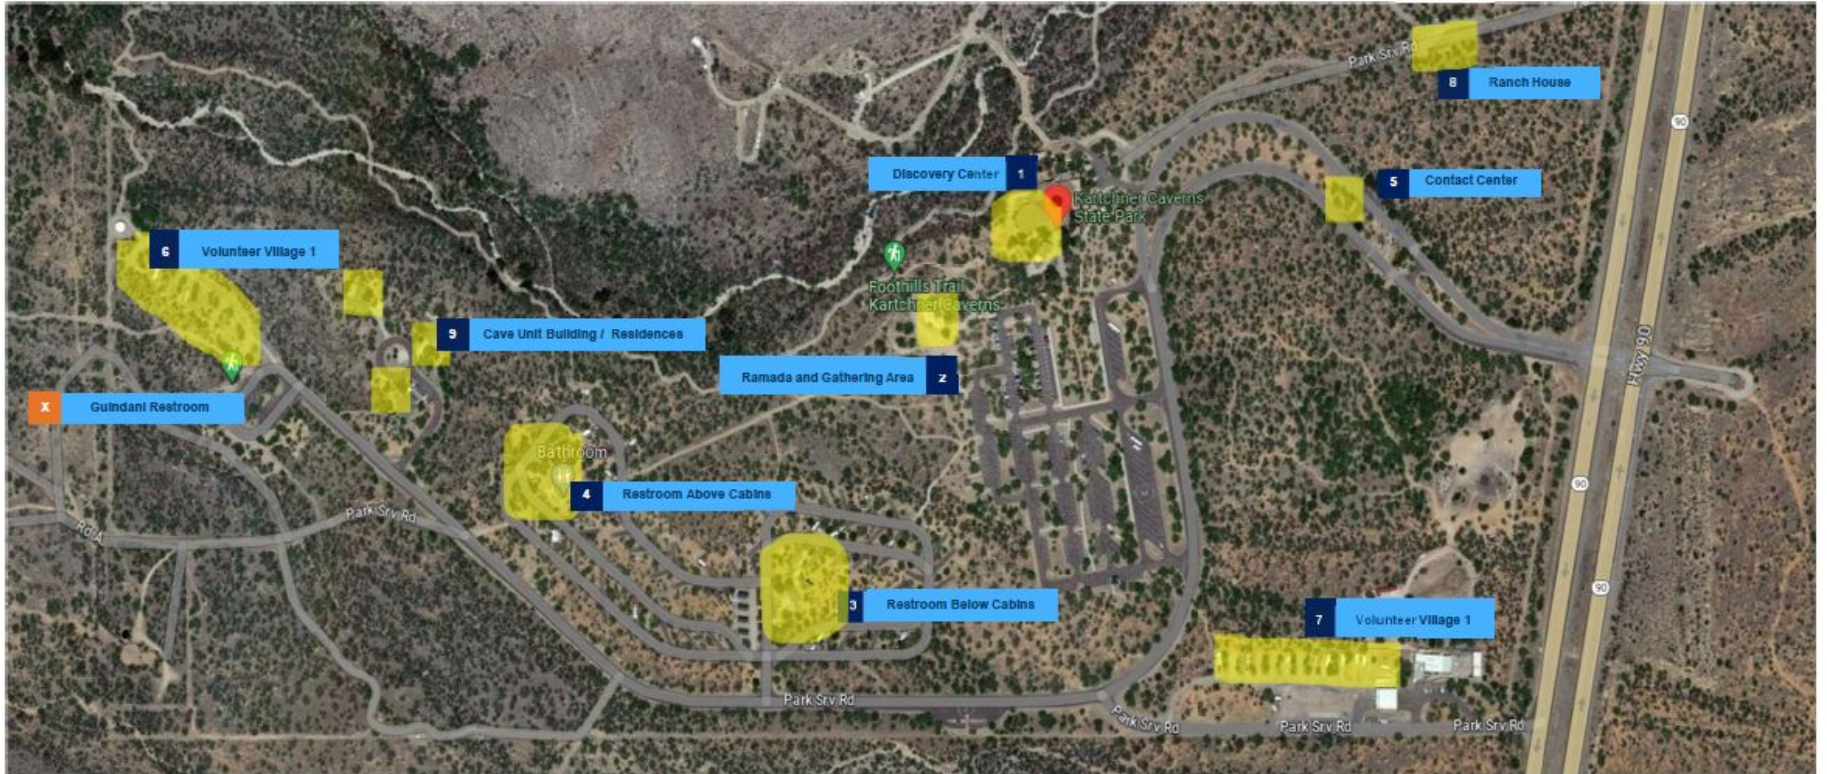 Park Srv Rd
8 Ranch House
90
Discovery Center 1
5 Contact Center
Kartchner Caverns
State Park
6 Volunteer Village 1
Foothills Trail
Kartchner Caverns
9 Cave Unit Building / Residences
Hwy 90
Ramada and Gathering Area 2
X Guindani Restroom
Bathroom
4 Restroom Above Cabins
90
Park Srv Rd
Rd A
90
3 Restroom Below Cabins
7 Volunteer Village 1
Park Srv Rd
Park Srv Rd
Park Srv Rd
Park Srv Rd